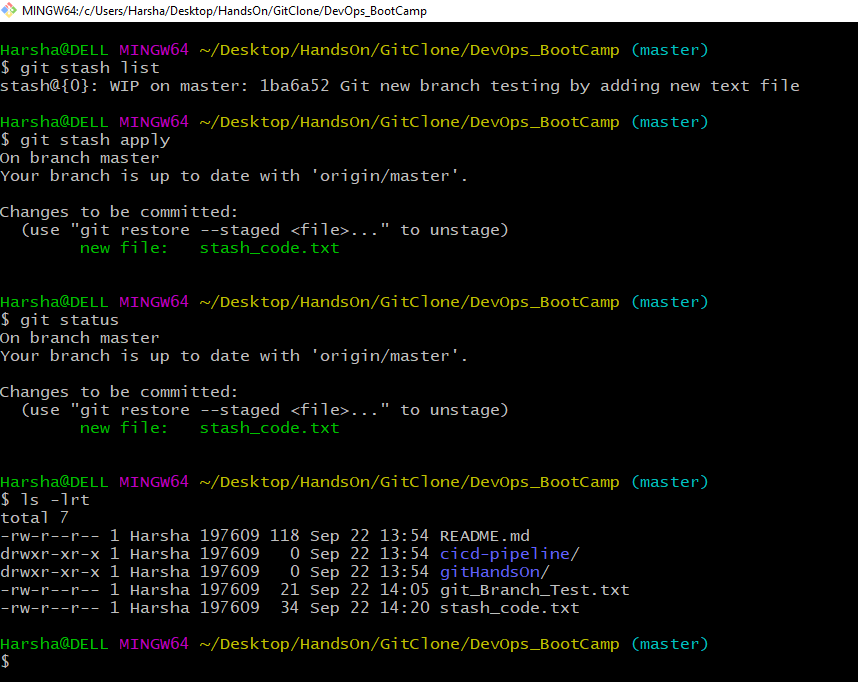 MINGW64:/c/Users/Harsha/Desktop/HandsOn/GitClone/DevOps_BootCamp
Harsha@DELL MINGW64 ~/Desktop/HandsOn/GitClone/DevOps_BootCamp (master)
$ git stash list
stash@{0}: WIP on master: 1ba6a52 Git new branch testing by adding new text file
Harsha@DELL MINGW64 ~/Desktop/HandsOn/GitClone/DevOps_BootCamp (master)
$ git stash apply
On branch master
Your branch is up to date with 'origin/master'.
Changes to be committed:
  (use "git restore --staged <file>..." to unstage)
        new file:   stash_code.txt
Harsha@DELL MINGW64 ~/Desktop/HandsOn/GitClone/DevOps_BootCamp (master)
$ git status
On branch master
Your branch is up to date with 'origin/master'.
Changes to be committed:
  (use "git restore --staged <file>..." to unstage)
        new file:   stash_code.txt
Harsha@DELL MINGW64 ~/Desktop/HandsOn/GitClone/DevOps_BootCamp (master)
$ ls -lrt
total 7
-rw-r--r-- 1 Harsha 197609 118 Sep 22 13:54 README.md
drwxr-xr-x 1 Harsha 197609   0 Sep 22 13:54 cicd-pipeline/
drwxr-xr-x 1 Harsha 197609   0 Sep 22 13:54 gitHandsOn/
-rw-r--r-- 1 Harsha 197609  21 Sep 22 14:05 git_Branch_Test.txt
-rw-r--r-- 1 Harsha 197609  34 Sep 22 14:20 stash_code.txt
Harsha@DELL MINGW64 ~/Desktop/HandsOn/GitClone/DevOps_BootCamp (master)
$